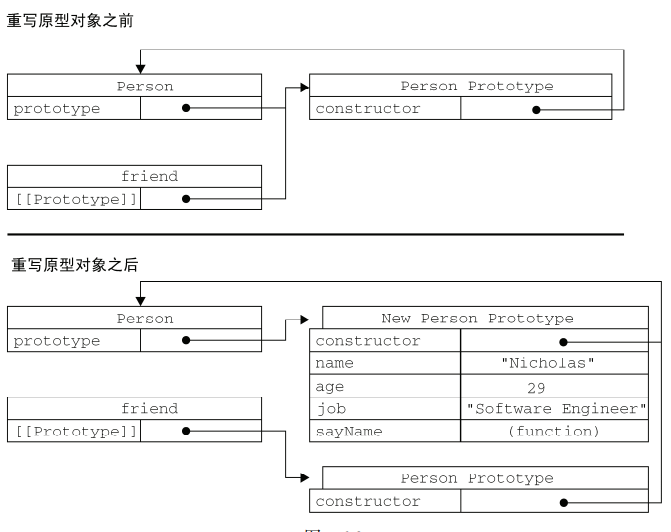 重写原型对象之前
Person
prototype
Person Prototype
constructor
friend
[[Prototype]]
重写原型对象之后
Person
prototype
New Person Prototype
constructor
name "Nicholas"
age 29
job "Software Engineer"
sayName (function)
friend
[[Prototype]]
Person Prototype
constructor